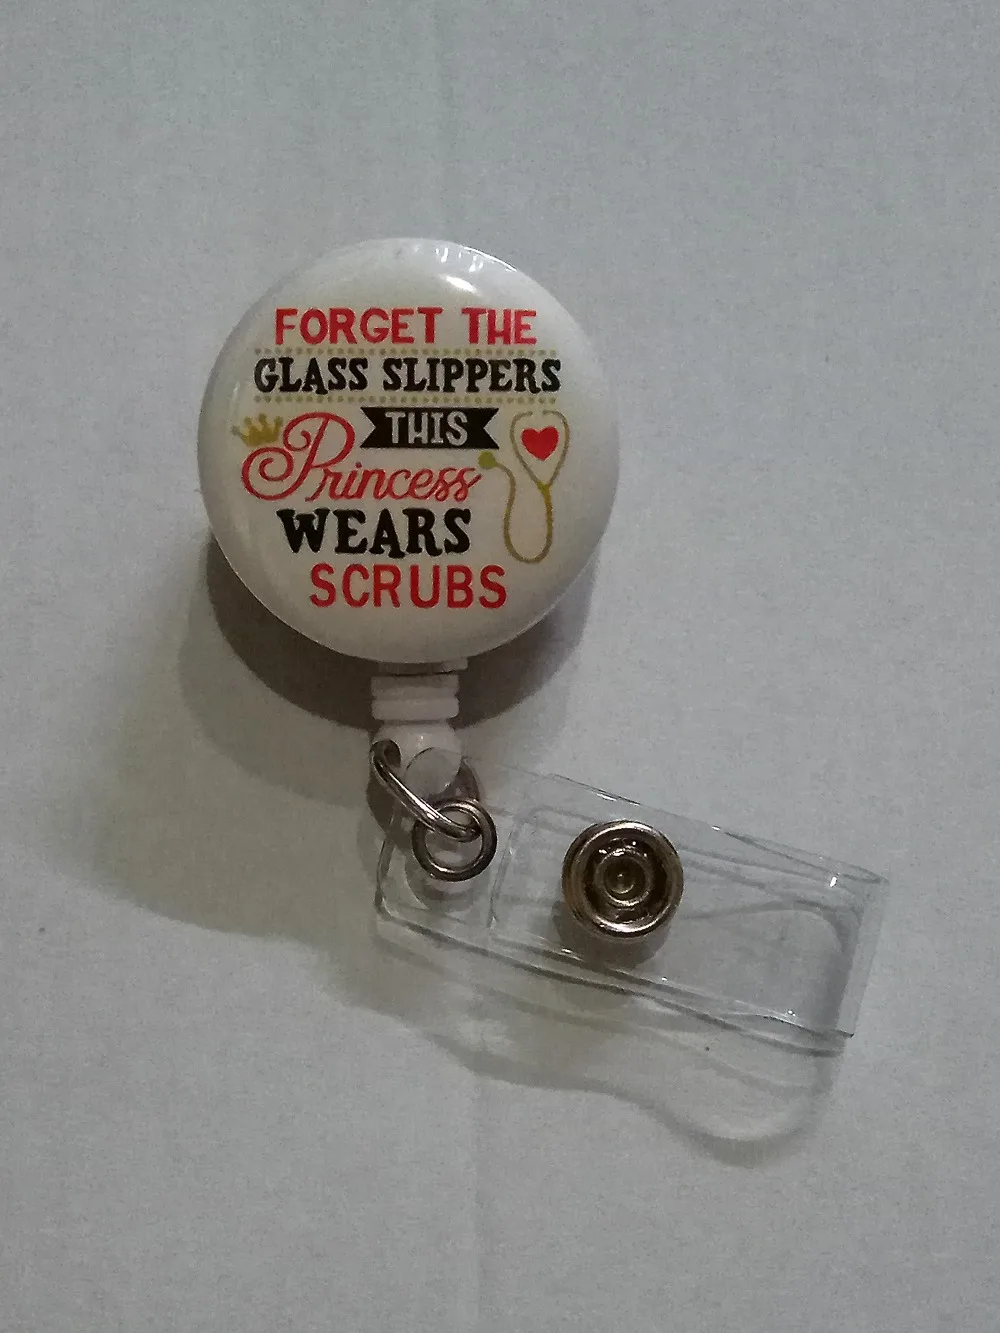 FORGET THE
GLASS SLIPPERS
THIS
Princess
WEARS
SCRUBS